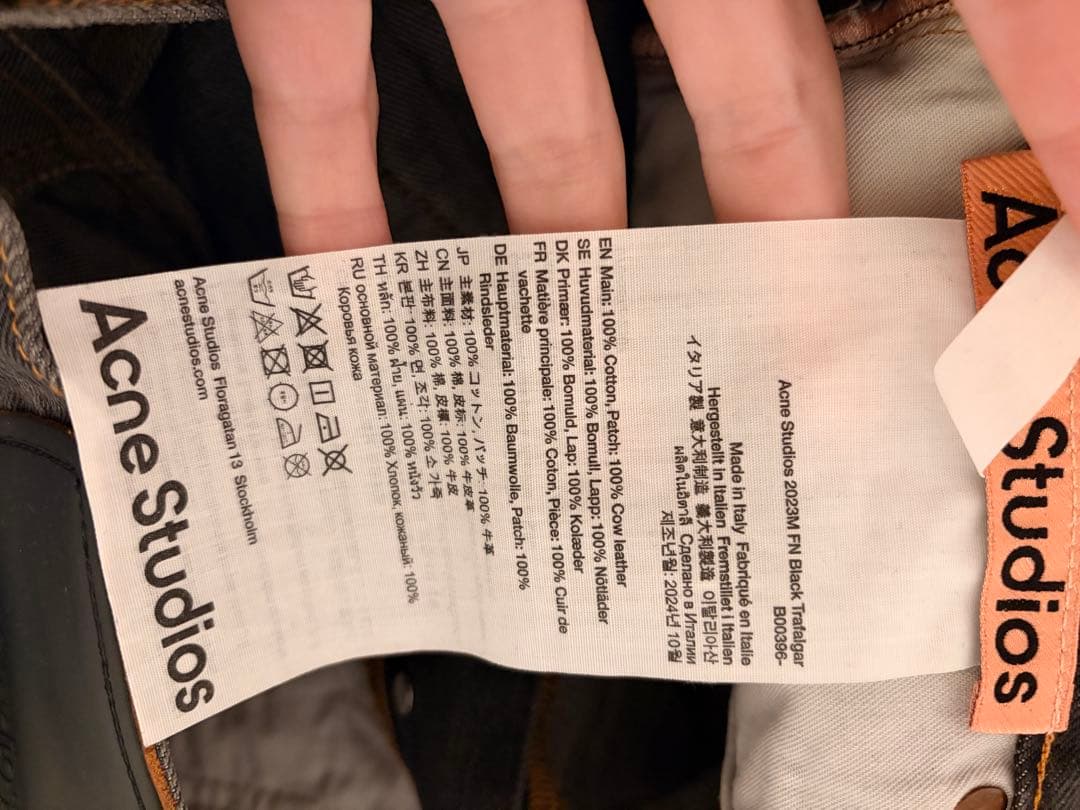 Acne Studios 2023M FN Black Trafalgar
B00396-
Made in Italy Fabriqué en Italie
Hergestellt in Italien Fremstillet i Italien
イタリア製 意大利制造 義大利製造 이탈리아산
ผลิตในอิตาลี Сделано в Италии
제조년월: 2024년 10월
EN Main: 100% Cotton, Patch: 100% Cow leather
SE Huvudmaterial: 100% Bomull, Lapp: 100% Nötläder
DK Primær: 100% Bomuld, Lap: 100% Kolæder
FR Matière principale: 100% Coton, Pièce: 100% Cuir de
vachette
DE Hauptmaterial: 100% Baumwolle, Patch: 100%
Rindsleder
JP 主素材: 100% コットン, パッチ: 100% 牛革
CN 主面料: 100% 棉, 皮标: 100% 牛皮革
ZH 主布料: 100% 棉, 皮標: 100% 牛皮
KR 본판: 100% 면, 조각: 100% 소 가죽
TH หลัก: 100% ฝ้าย, แผ่น: 100% หนังวัว
RU основной материал: 100% Хлопок, кожаный: 100%
Коровья кожа
Acne Studios Floragatan 13 Stockholm
acnestudios.com
Acne Studios
Ac
Studios